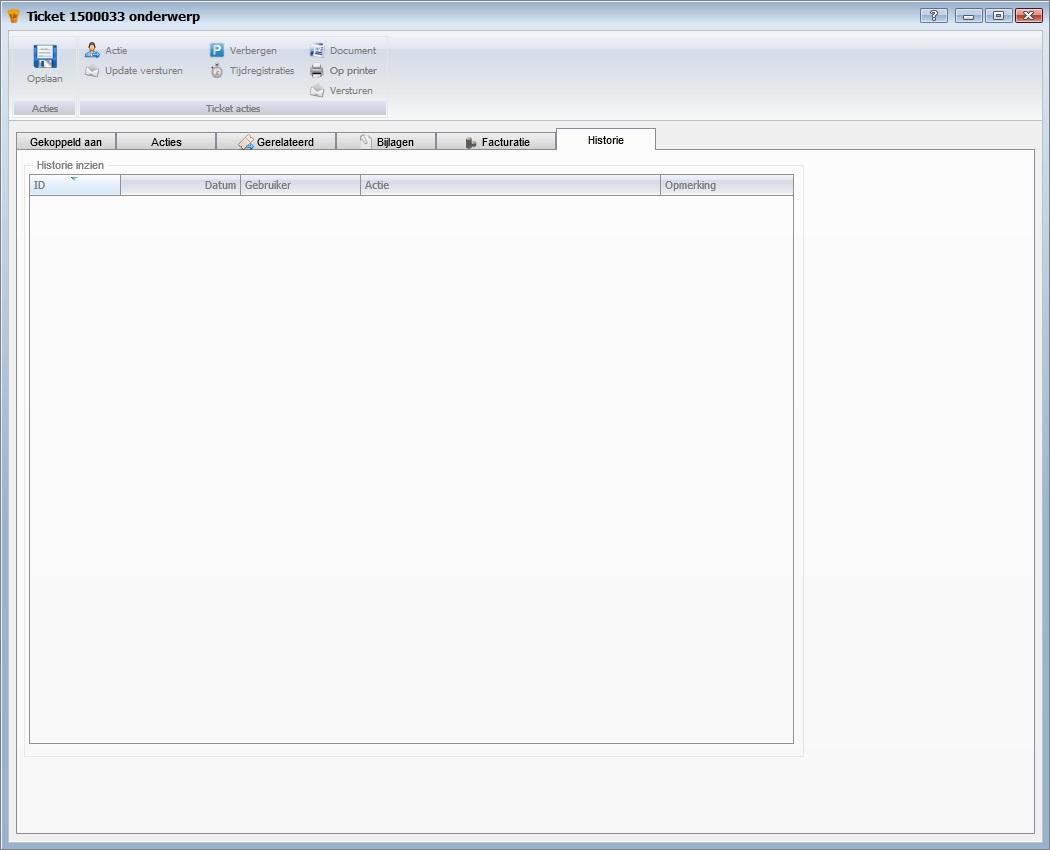 Ticket 1500033 onderwerp
?
Opslaan
Actie
Update versturen
Verbergen
Tijdregistraties
Document
Op printer
Versturen
Acties
Ticket acties
Gekoppeld aan
Acties
Gerelateerd
Bijlagen
Facturatie
Historie
Historie inzien
ID
Datum
Gebruiker
Actie
Opmerking